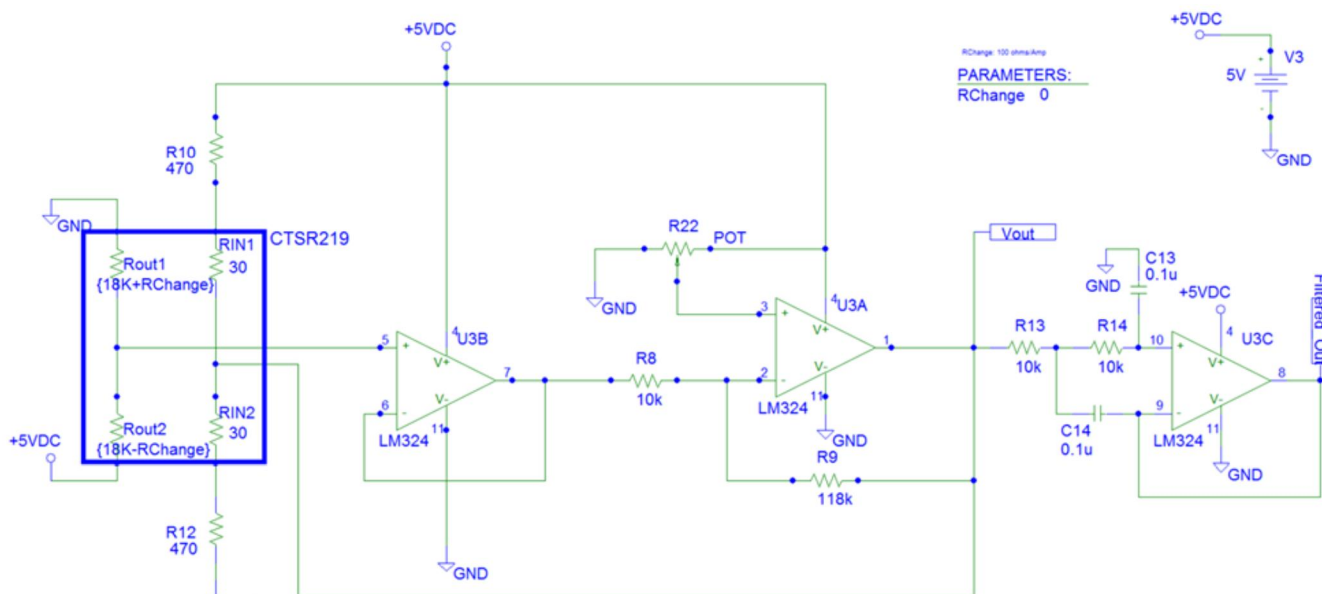 +5VDC
+5VDC
RChange: 100 ohms/Amp
PARAMETERS:
RChange 0
V3
5V
+
-
GND
R10
470
GND
CTSR219
Rout1
{18K+RChange}
RIN1
30
Rout2
{18K-RChange}
RIN2
30
+5VDC
R12
470
5
+
4
U3B
V+
7
6
-
V-
11
LM324
GND
R8
10k
R22
POT
GND
3
+
4
U3A
V+
1
2
-
V-
11
LM324
GND
R9
118k
Vout
R13
10k
R14
10k
C13
0.1u
GND
C14
0.1u
+5VDC
10
+
4
U3C
V+
8
9
-
V-
11
LM324
GND
Filtered_Out